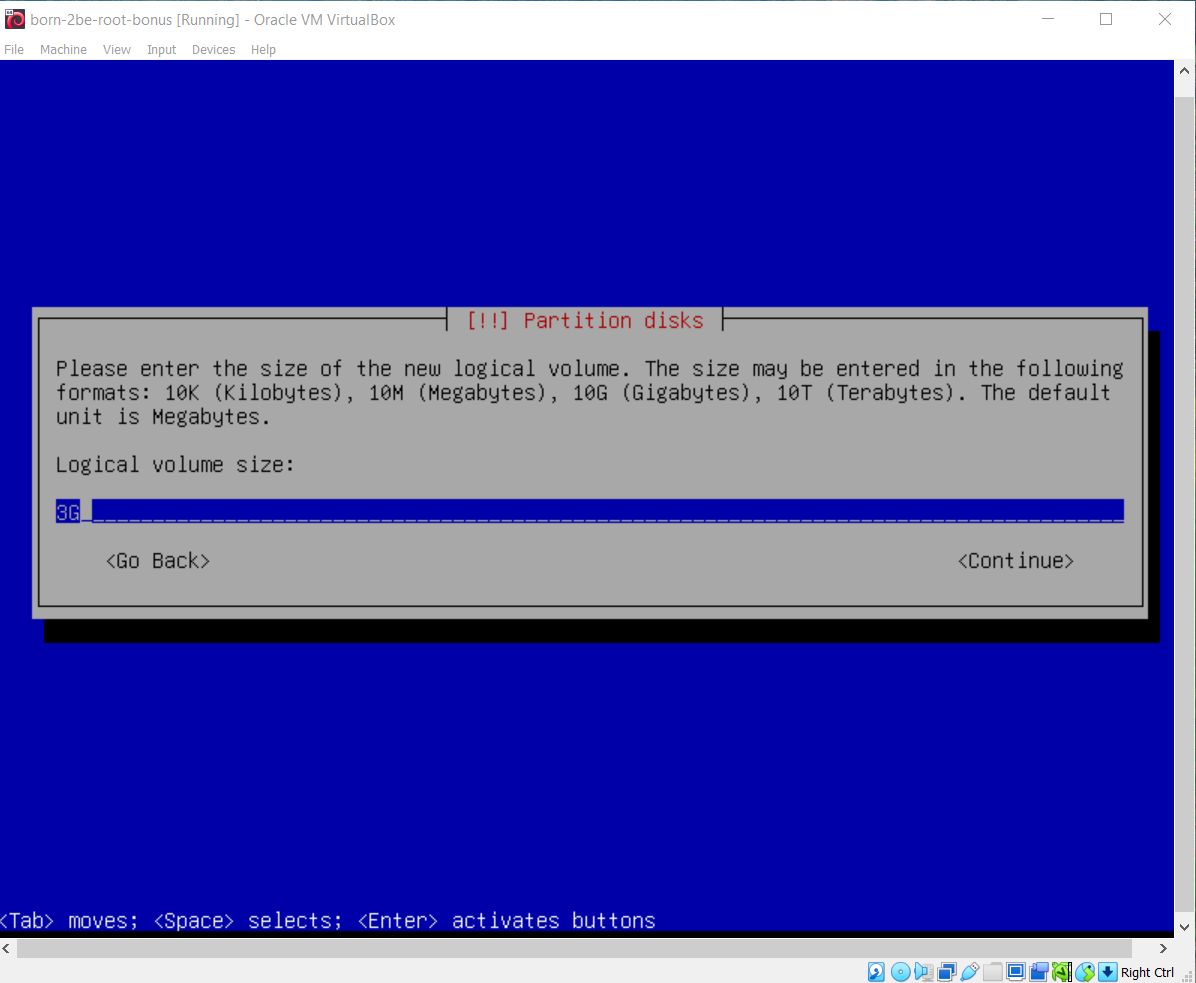 born-2be-root-bonus [Running] - Oracle VM VirtualBox
File Machine View Input Devices Help
[!!] Partition disks
Please enter the size of the new logical volume. The size may be entered in the following
formats: 10K (Kilobytes), 10M (Megabytes), 10G (Gigabytes), 10T (Terabytes). The default
unit is Megabytes.
Logical volume size:
3G
<Go Back> <Continue>
<Tab> moves; <Space> selects; <Enter> activates buttons
Right Ctrl